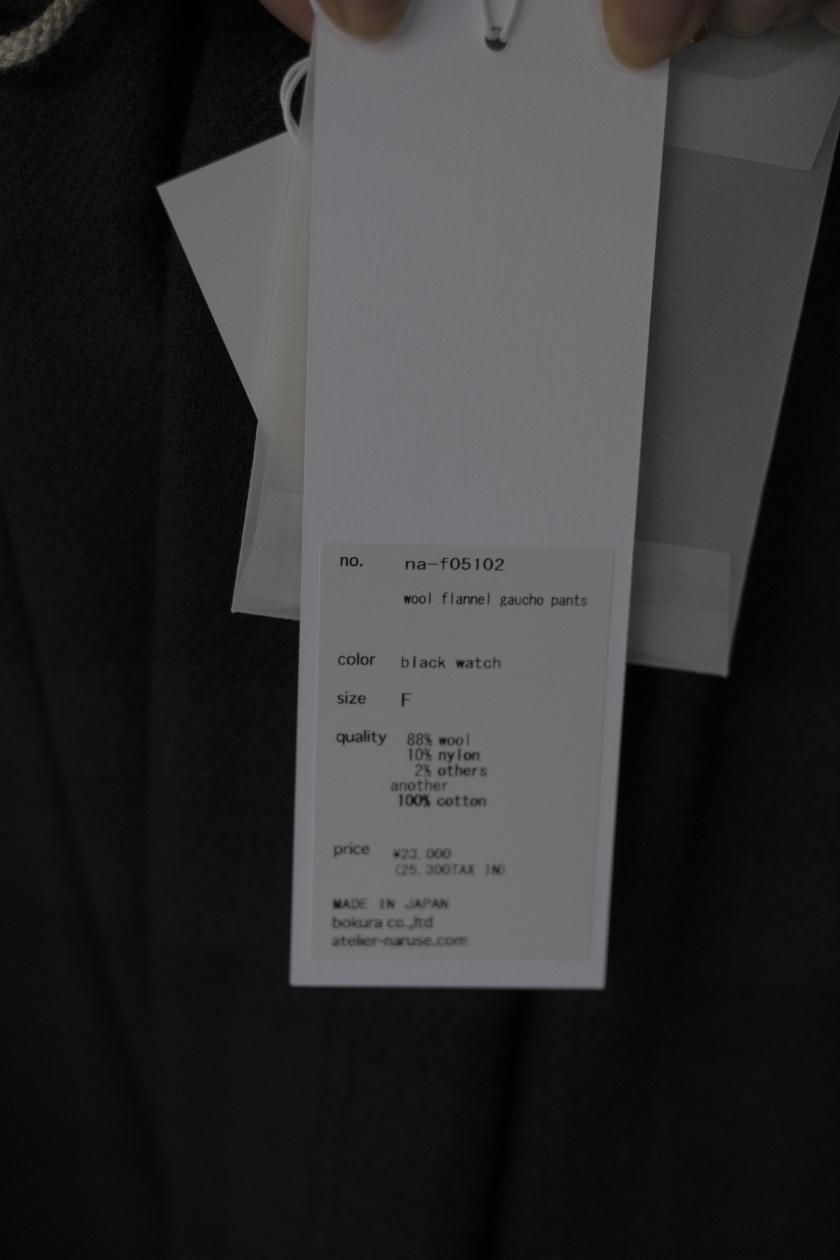 no. na-f05102
wool flannel gaucho pants
color black watch
size F
quality 88% wool
10% nylon
2% others
another
100% cotton
price ¥23,000
(25,300TAX IN)
MADE IN JAPAN
bokura co.,ltd
atelier-naruse.com